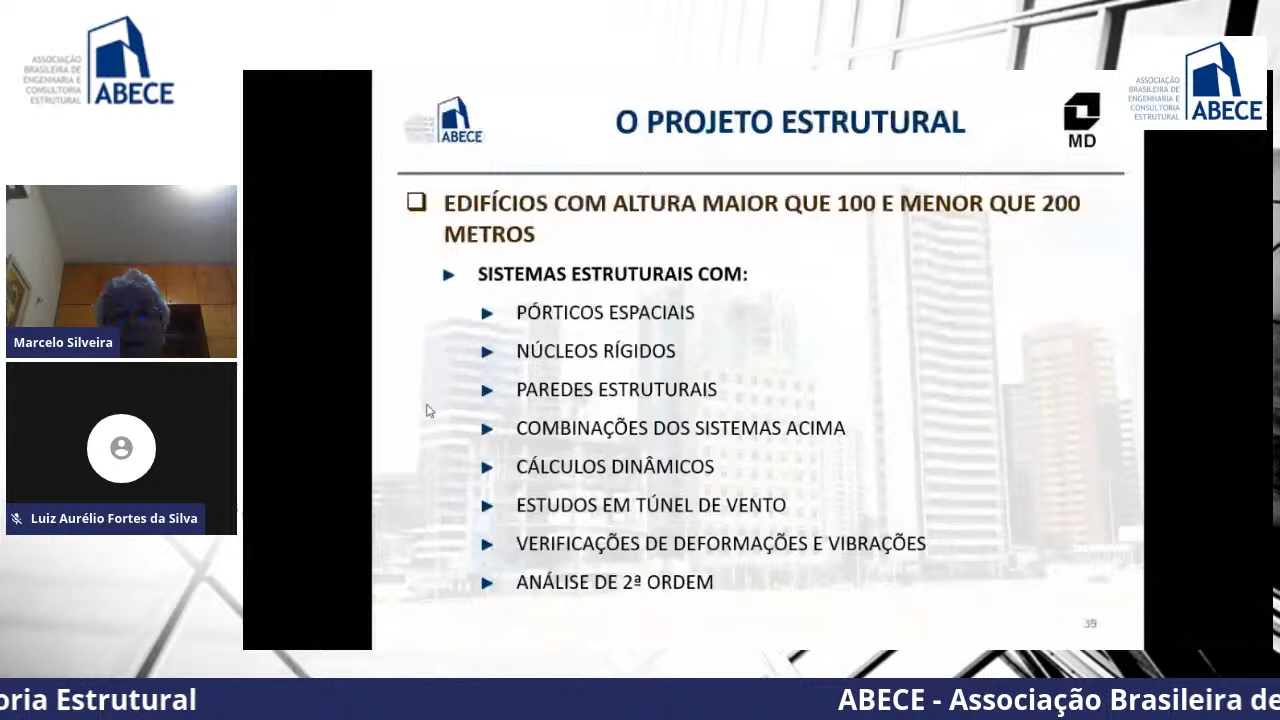 ASSOCIAÇÃO
BRASILEIRA DE
ENGENHARIA E
CONSULTORIA
ESTRUTURAL
ABECE
ASSOCIAÇÃO
BRASILEIRA DE
ENGENHARIA E
CONSULTORIA
ESTRUTURAL
ABECE
ABECE
O PROJETO ESTRUTURAL
MD
EDIFÍCIOS COM ALTURA MAIOR QUE 100 E MENOR QUE 200
METROS
SISTEMAS ESTRUTURAIS COM:
PÓRTICOS ESPACIAIS
NÚCLEOS RÍGIDOS
PAREDES ESTRUTURAIS
COMBINAÇÕES DOS SISTEMAS ACIMA
CÁLCULOS DINÂMICOS
ESTUDOS EM TÚNEL DE VENTO
VERIFICAÇÕES DE DEFORMAÇÕES E VIBRAÇÕES
ANÁLISE DE 2ª ORDEM
Marcelo Silveira
Luiz Aurélio Fortes da Silva
oria Estrutural
ABECE - Associação Brasileira de